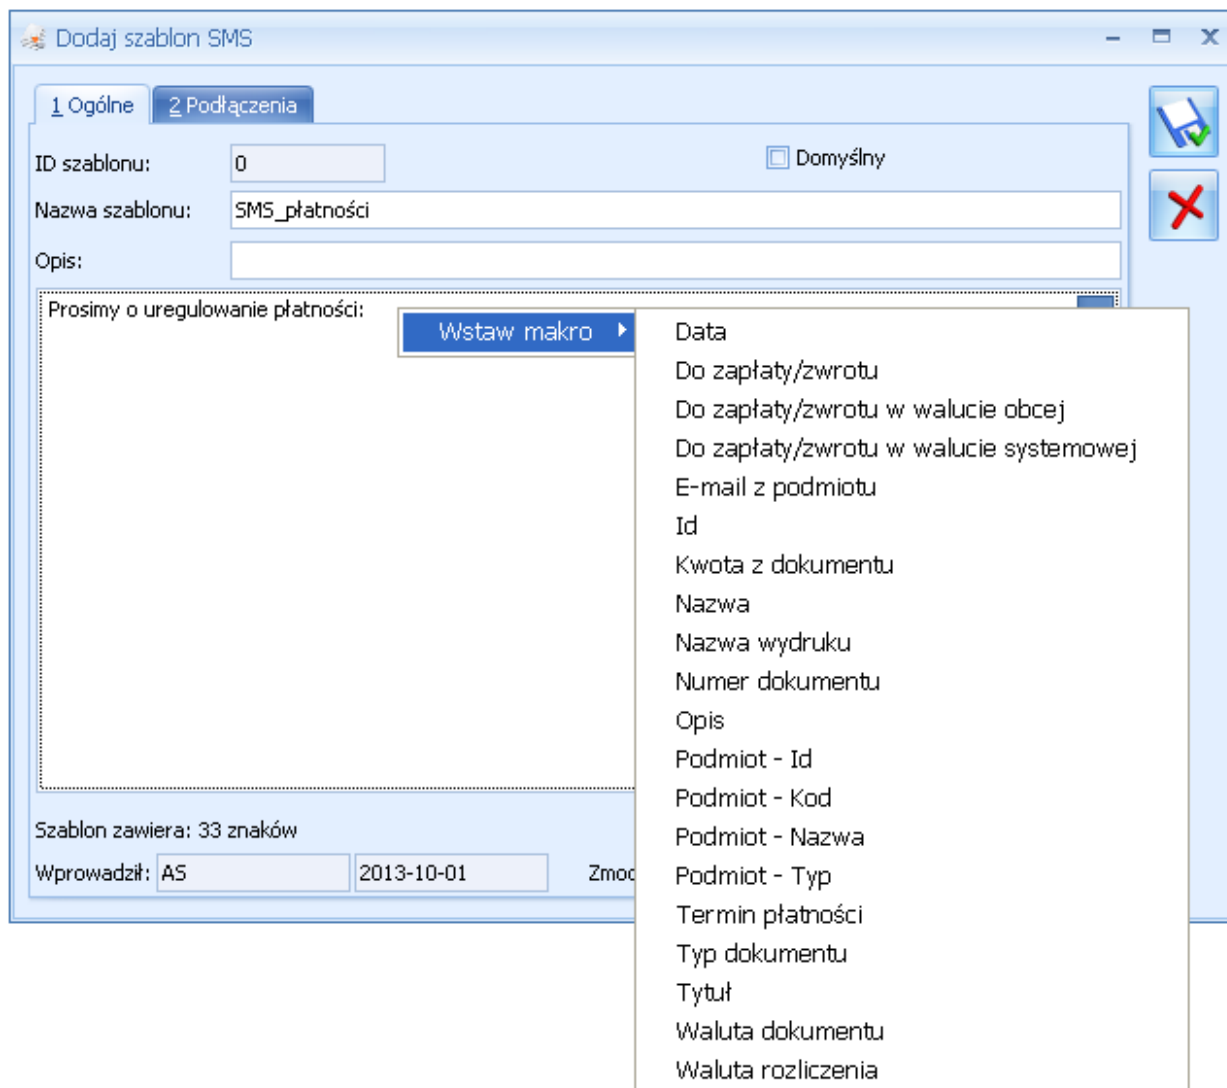 Dodaj szablon SMS
1 Ogólne 2 Podłączenia
ID szablonu: 0 Domyślny
Nazwa szablonu: SMS_płatności
Opis:
Prosimy o uregulowanie płatności:
Wstaw makro
Data
Do zapłaty/zwrotu
Do zapłaty/zwrotu w walucie obcej
Do zapłaty/zwrotu w walucie systemowej
E-mail z podmiotu
Id
Kwota z dokumentu
Nazwa
Nazwa wydruku
Numer dokumentu
Opis
Podmiot - Id
Podmiot - Kod
Podmiot - Nazwa
Podmiot - Typ
Termin płatności
Typ dokumentu
Tytuł
Waluta dokumentu
Waluta rozliczenia
Szablon zawiera: 33 znaków
Wprowadził: AS 2013-10-01